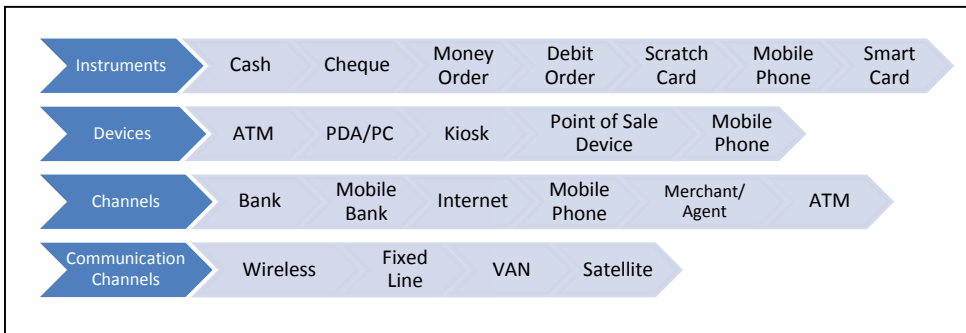 Instruments
Cash
Cheque
Money
Order
Debit
Order
Scratch
Card
Mobile
Phone
Smart
Card
Devices
ATM
PDA/PC
Kiosk
Point of Sale
Device
Mobile
Phone
Channels
Bank
Mobile
Bank
Internet
Mobile
Phone
Merchant/
Agent
ATM
Communication
Channels
Wireless
Fixed
Line
VAN
Satellite